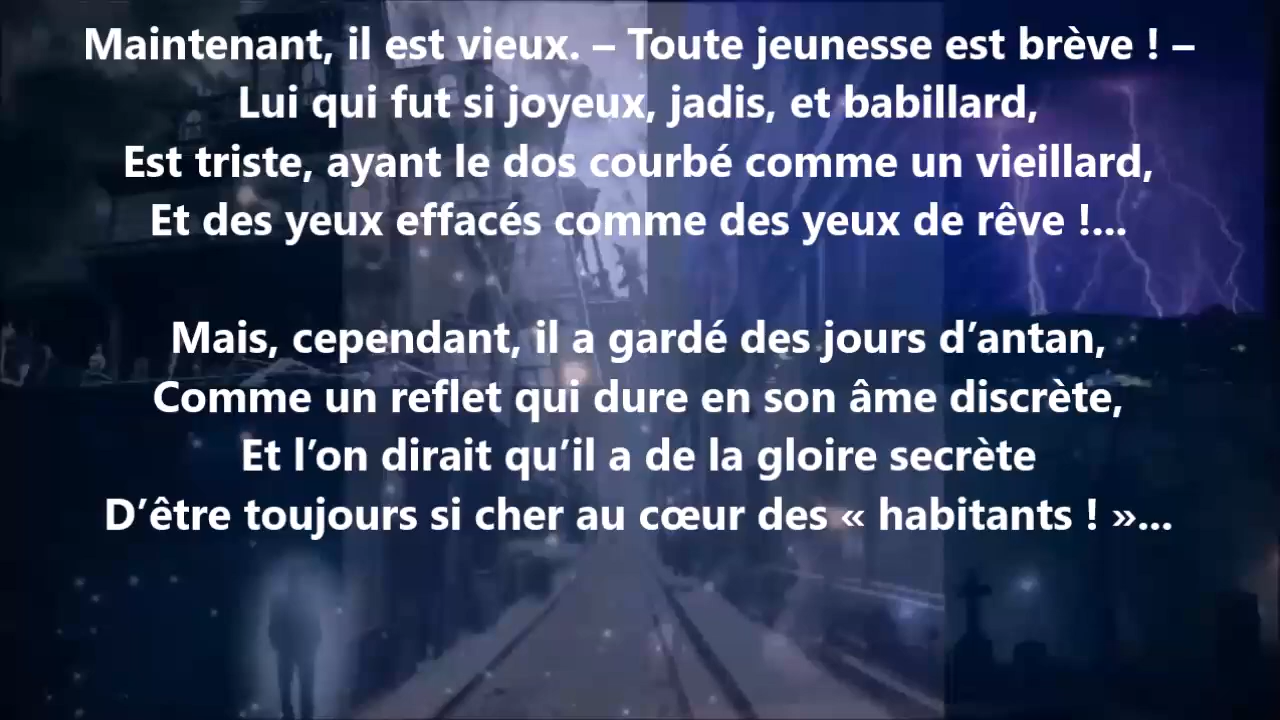 Maintenant, il est vieux. – Toute jeunesse est brève ! –
Lui qui fut si joyeux, jadis, et babillard,
Est triste, ayant le dos courbé comme un vieillard,
Et des yeux effacés comme des yeux de rêve !...
Mais, cependant, il a gardé des jours d’antan,
Comme un reflet qui dure en son âme discrète,
Et l’on dirait qu’il a de la gloire secrète
D’être toujours si cher au cœur des « habitants ! »...